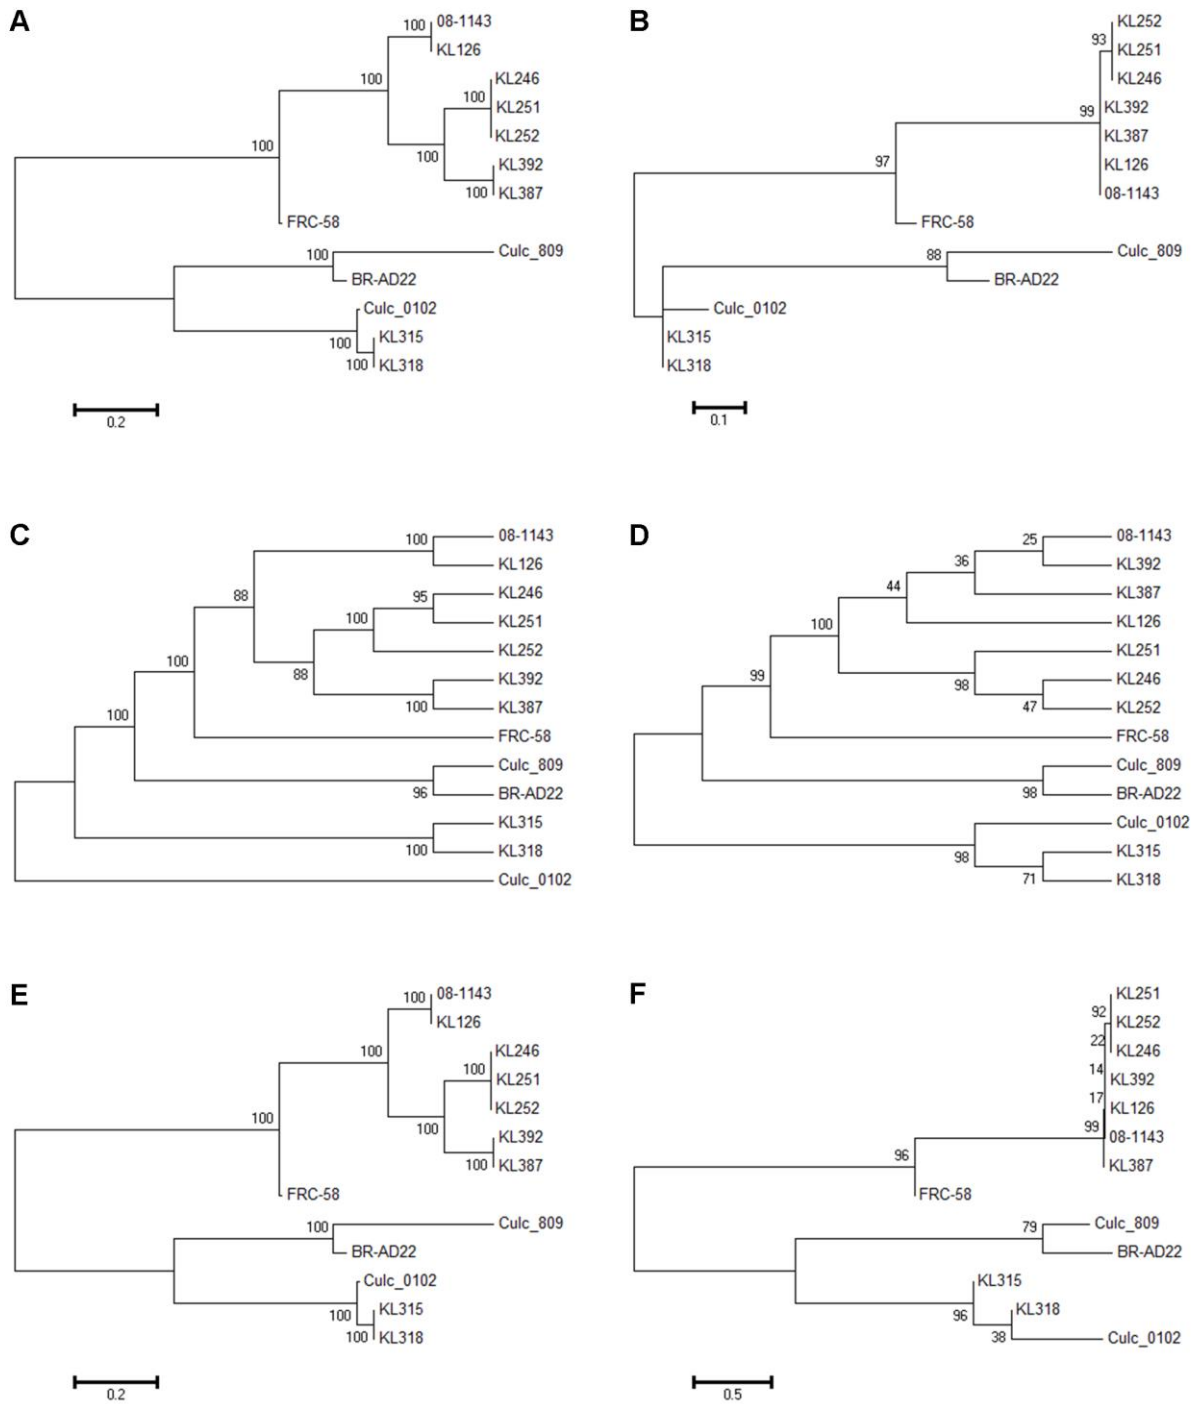 A
100
08-1143
KL126
100
KL246
100
KL251
KL252
100
100
KL392
100
KL387
FRC-58
100
Culc_809
BR-AD22
Culc_0102
100
KL315
100
KL318
0.2
B
KL252
93
KL251
KL246
KL392
99
KL387
KL126
97
08-1143
FRC-58
88
Culc_809
BR-AD22
Culc_0102
KL315
KL318
0.1
C
100
08-1143
KL126
88
95
KL246
100
KL251
KL252
100
88
KL392
100
KL387
100
FRC-58
Culc_809
96
BR-AD22
KL315
100
KL318
Culc_0102
D
25
08-1143
36
KL392
44
KL387
100
KL126
KL251
99
98
KL246
47
KL252
FRC-58
Culc_809
98
BR-AD22
Culc_0102
98
KL315
71
KL318
E
100
08-1143
KL126
100
KL246
100
KL251
KL252
100
100
KL392
100
KL387
FRC-58
100
Culc_809
BR-AD22
Culc_0102
100
KL315
100
KL318
0.2
F
KL251
92
KL252
22
KL246
14
KL392
17
KL126
99
08-1143
96
KL387
FRC-58
79
Culc_809
BR-AD22
KL315
96
KL318
38
Culc_0102
0.5